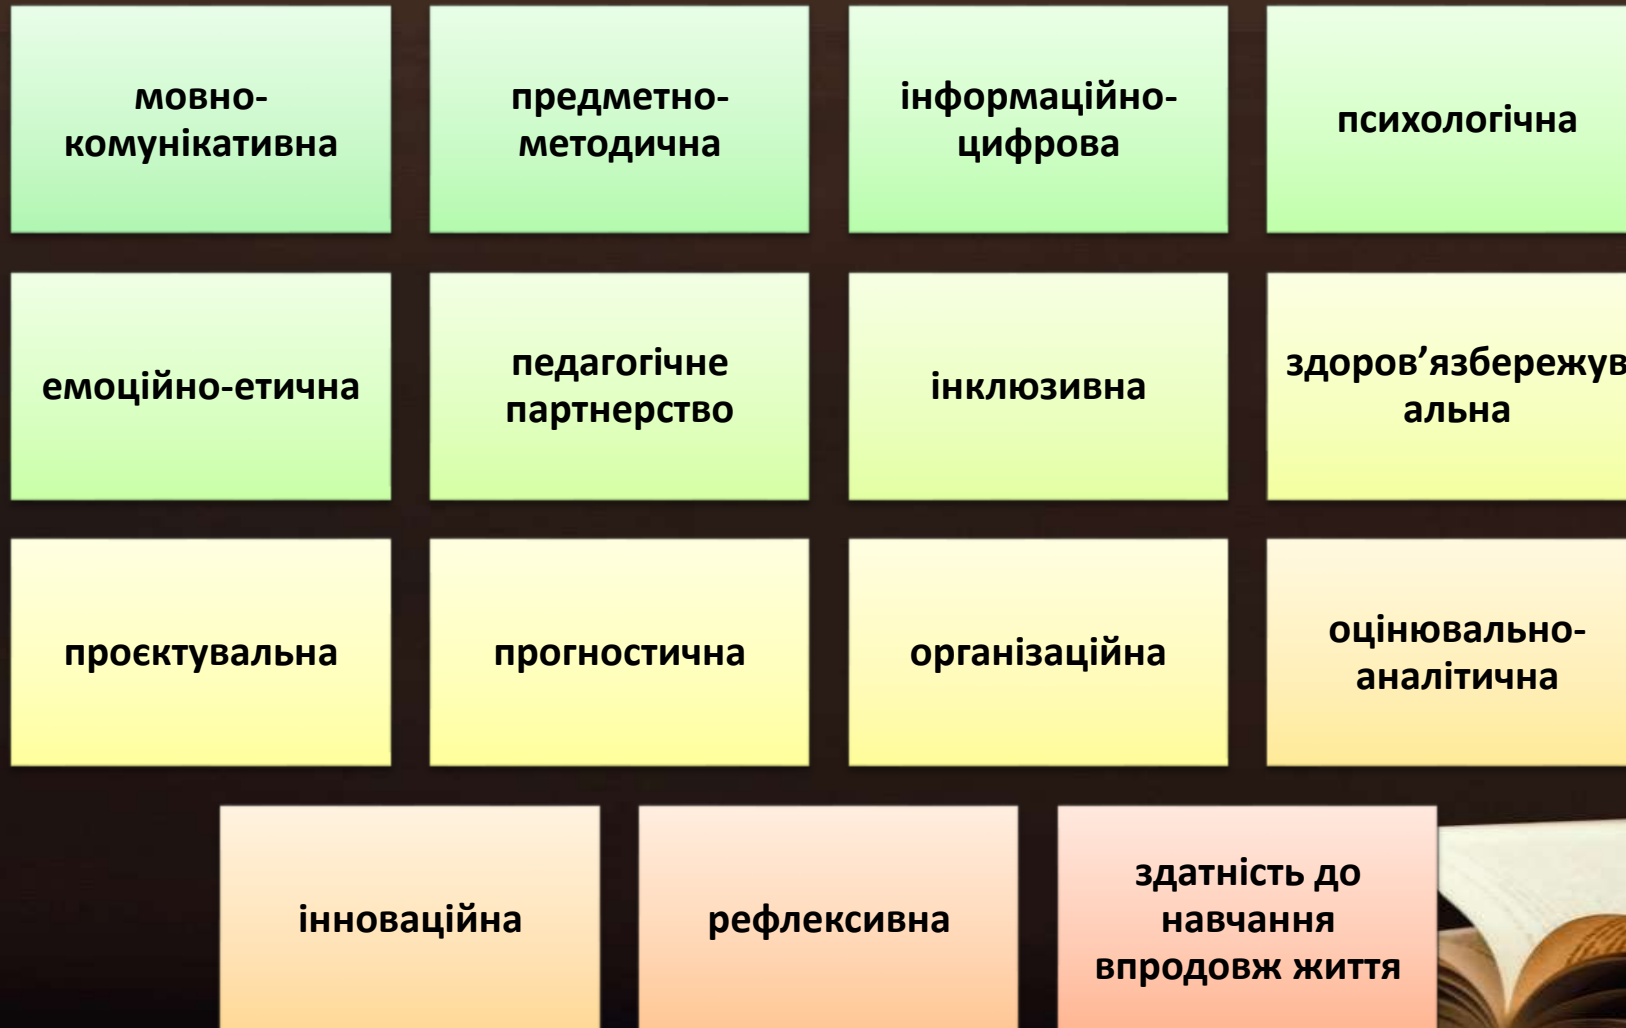 мовно-
комунікативна
предметно-
методична
інформаційно-
цифрова
психологічна
емоційно-етична
педагогічне
партнерство
інклюзивна
здоров’язбережув
альна
проєктувальна
прогностична
організаційна
оцінювально-
аналітична
інноваційна
рефлексивна
здатність до
навчання
впродовж життя